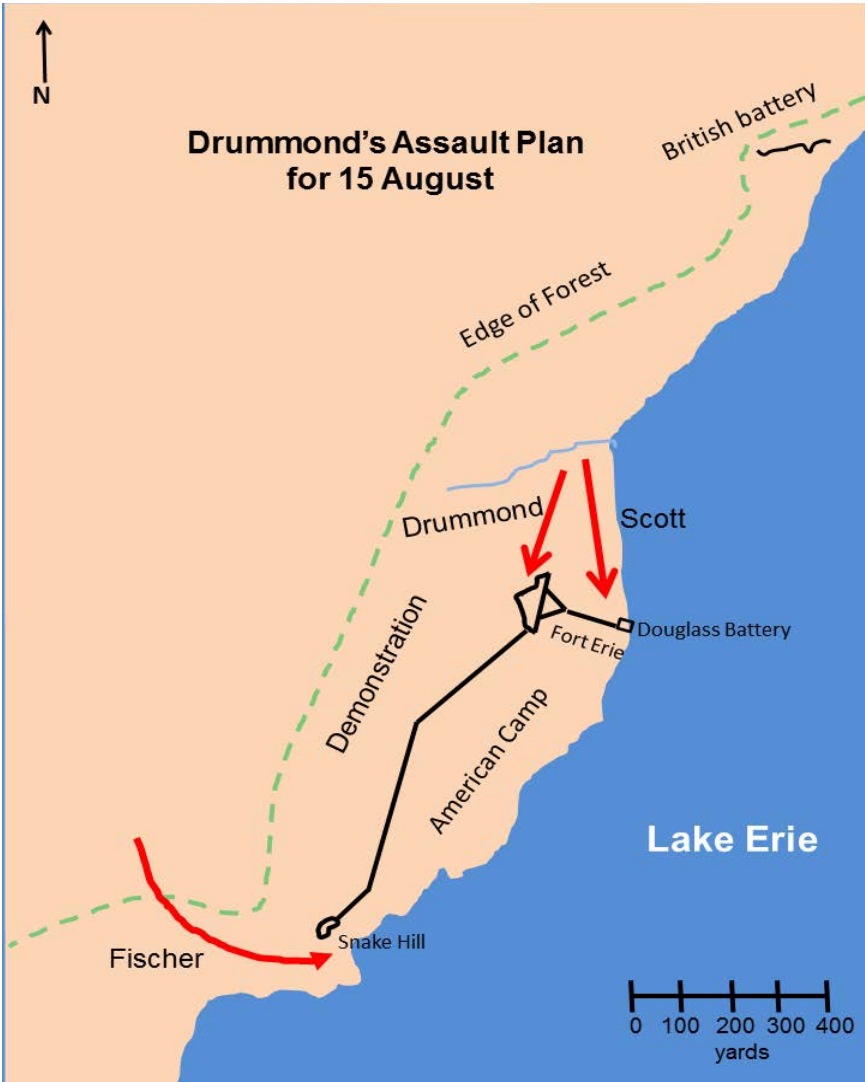 N
Drummond's Assault Plan
for 15 August
British battery
Edge of Forest
Drummond
Scott
Demonstration
Fort Erie
Douglass Battery
American Camp
Lake Erie
Snake Hill
Fischer
0 100 200 300 400
yards